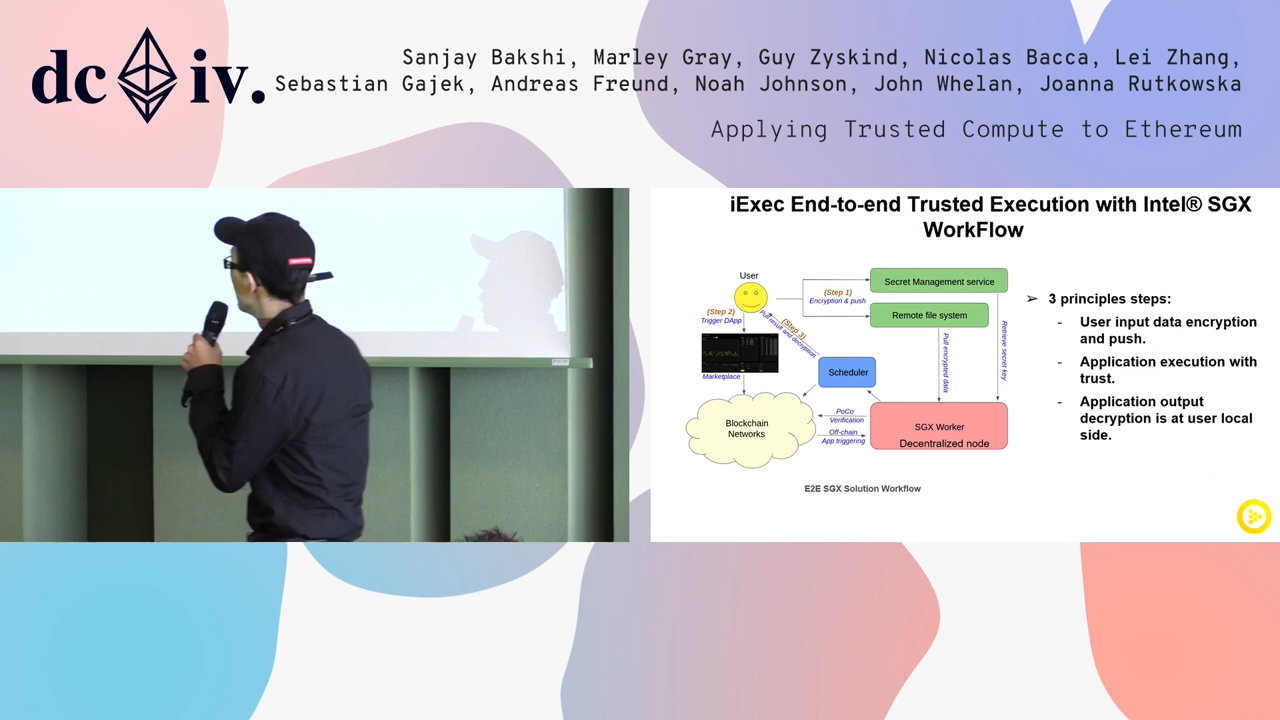 dc iv.
Sanjay Bakshi, Marley Gray, Guy Zyskind, Nicolas Bacca, Lei Zhang,
Sebastian Gajek, Andreas Freund, Noah Johnson, John Whelan, Joanna Rutkowska
Applying Trusted Compute to Ethereum
iExec End-to-end Trusted Execution with Intel® SGX
WorkFlow
User
(Step 1)
Encryption & push
Secret Management service
Remote file system
(Step 2)
Trigger DApp
(Step 3)
Pull result and decryption
Marketplace
Scheduler
Pull encrypted data
Retrieve secret key
Blockchain
Networks
PoCo
Verification
Off-chain
App triggering
SGX Worker
Decentralized node
E2E SGX Solution Workflow
➢ 3 principles steps:
- User input data encryption
and push.
- Application execution with
trust.
- Application output
decryption is at user local
side.